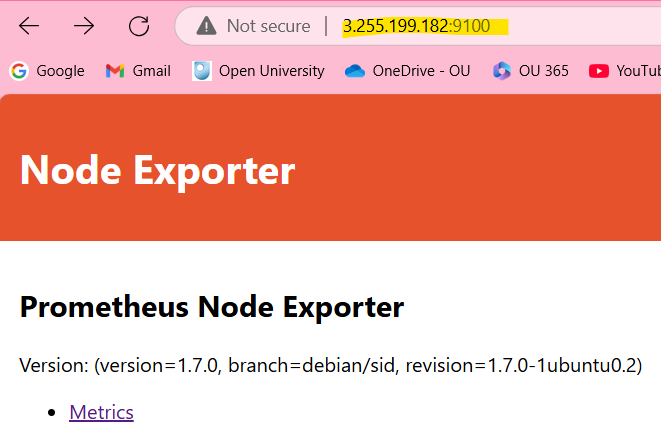 Not secure | 3.255.199.182:9100
Google Gmail Open University OneDrive - OU OU 365 YouTu
Node Exporter
Prometheus Node Exporter
Version: (version=1.7.0, branch=debian/sid, revision=1.7.0-1ubuntu0.2)
• Metrics